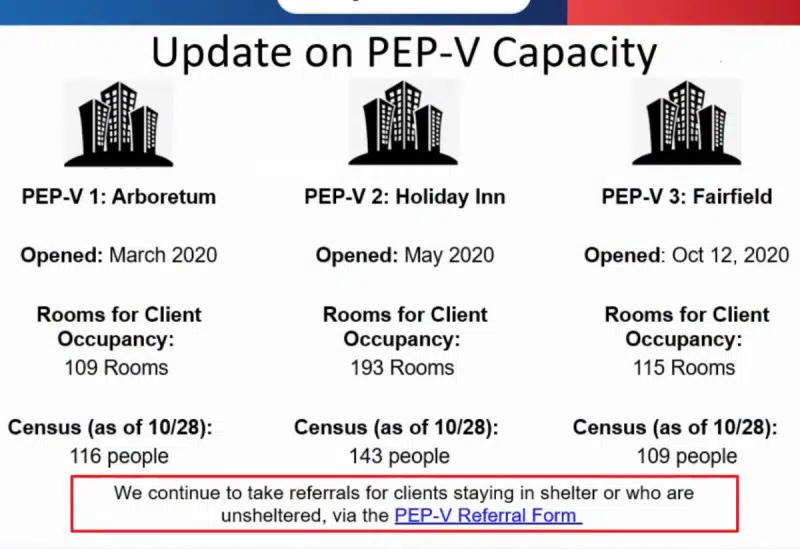 Update on PEP-V Capacity
PEP-V 1: Arboretum
Opened: March 2020
Rooms for Client
Occupancy:
109 Rooms
Census (as of 10/28):
116 people
PEP-V 2: Holiday Inn
Opened: May 2020
Rooms for Client
Occupancy:
193 Rooms
Census (as of 10/28):
143 people
PEP-V 3: Fairfield
Opened: Oct 12, 2020
Rooms for Client
Occupancy:
115 Rooms
Census (as of 10/28):
109 people
We continue to take referrals for clients staying in shelter or who are
unsheltered, via the PEP-V Referral Form